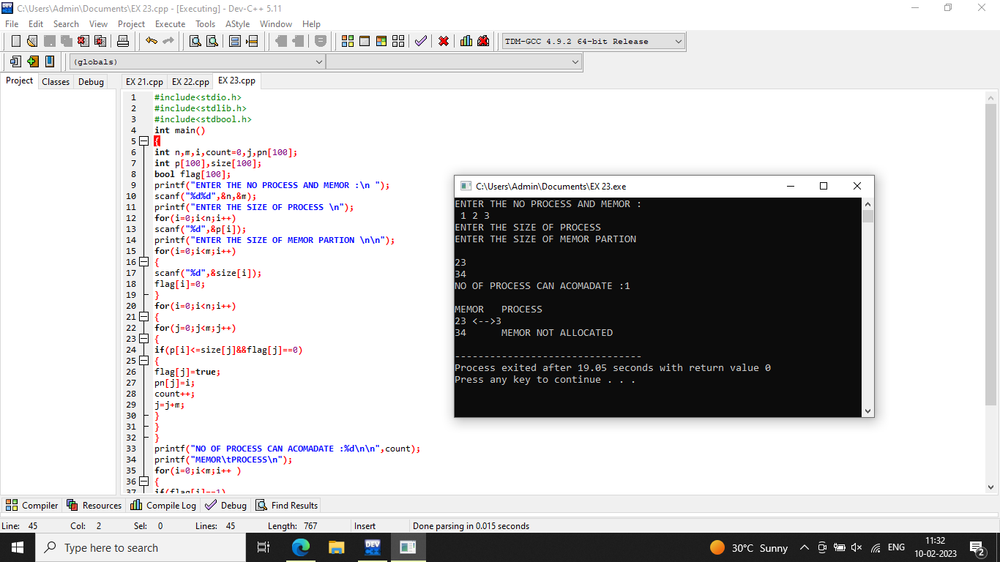 C:\Users\Admin\Documents\EX 23.cpp - [Executing] - Dev-C++ 5.11
File Edit Search View Project Execute Tools AStyle Window Help
TDM-GCC 4.9.2 64-bit Release
(globals)
Project Classes Debug EX 21.cpp EX 22.cpp EX 23.cpp
1 #include<stdio.h>
2 #include<stdlib.h>
3 #include<stdbool.h>
4 int main()
5 {
6 int n,m,i,count=0,j,pn[100];
7 int p[100],size[100];
8 bool flag[100];
9 printf("ENTER THE NO PROCESS AND MEMOR :\n ");
10 scanf("%d%d",&n,&m);
11 printf("ENTER THE SIZE OF PROCESS \n");
12 for(i=0;i<n;i++)
13 scanf("%d",&p[i]);
14 printf("ENTER THE SIZE OF MEMOR PARTION \n\n");
15 for(i=0;i<m;i++)
16 {
17 scanf("%d",&size[i]);
18 flag[i]=0;
19 }
20 for(i=0;i<n;i++)
21 {
22 for(j=0;j<m;j++)
23 {
24 if(p[i]<=size[j]&&flag[j]==0)
25 {
26 flag[j]=true;
27 pn[j]=i;
28 count++;
29 j=j+m;
30 }
31 }
32 }
33 printf("NO OF PROCESS CAN ACOMADATE :%d\n\n",count);
34 printf("MEMOR\tPROCESS\n");
35 for(i=0;i<m;i++ )
36 {
37 if(flag[i]==1)
C:\Users\Admin\Documents\EX 23.exe
ENTER THE NO PROCESS AND MEMOR :
1 2 3
ENTER THE SIZE OF PROCESS
ENTER THE SIZE OF MEMOR PARTION
23
34
NO OF PROCESS CAN ACOMADATE :1
MEMOR PROCESS
23 <-->3
34 MEMOR NOT ALLOCATED
--------------------------------
Process exited after 19.05 seconds with return value 0
Press any key to continue . . .
Compiler Resources Compile Log Debug Find Results
Line: 45 Col: 2 Sel: 0 Lines: 45 Length: 767 Insert Done parsing in 0.015 seconds
Type here to search
DEV
30°C Sunny
ENG
11:32
10-02-2023
2